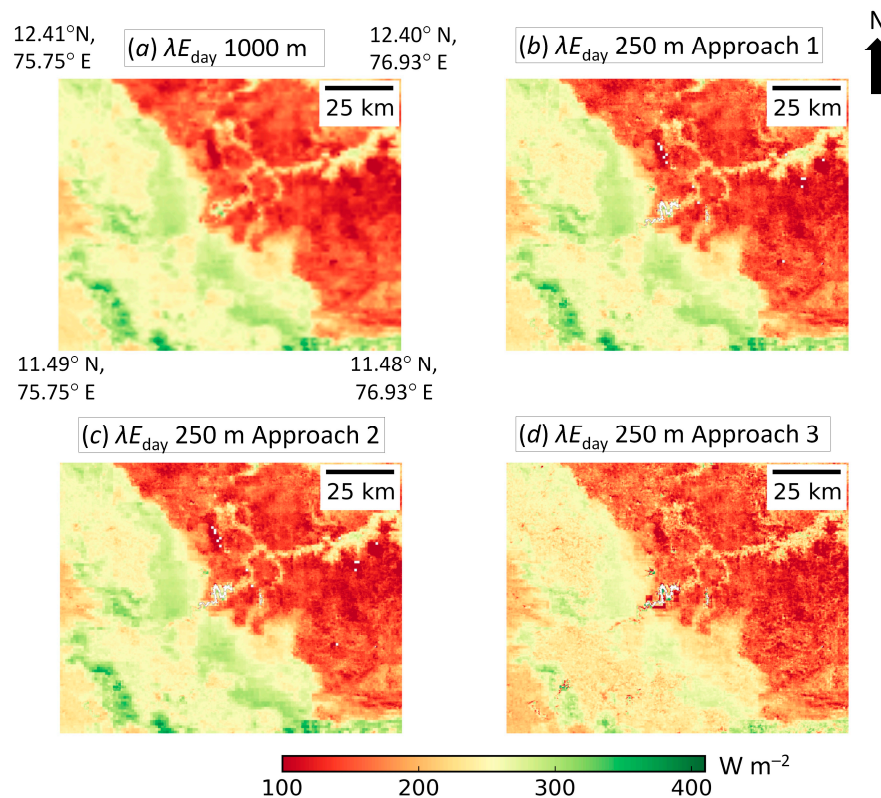 12.41°N,
75.75° E
(a) λE_day 1000 m
12.40° N,
76.93° E
(b) λE_day 250 m Approach 1
N
25 km
25 km
11.49° N,
75.75° E
11.48° N,
76.93° E
(c) λE_day 250 m Approach 2
(d) λE_day 250 m Approach 3
25 km
25 km
100 200 300 400 W m⁻²